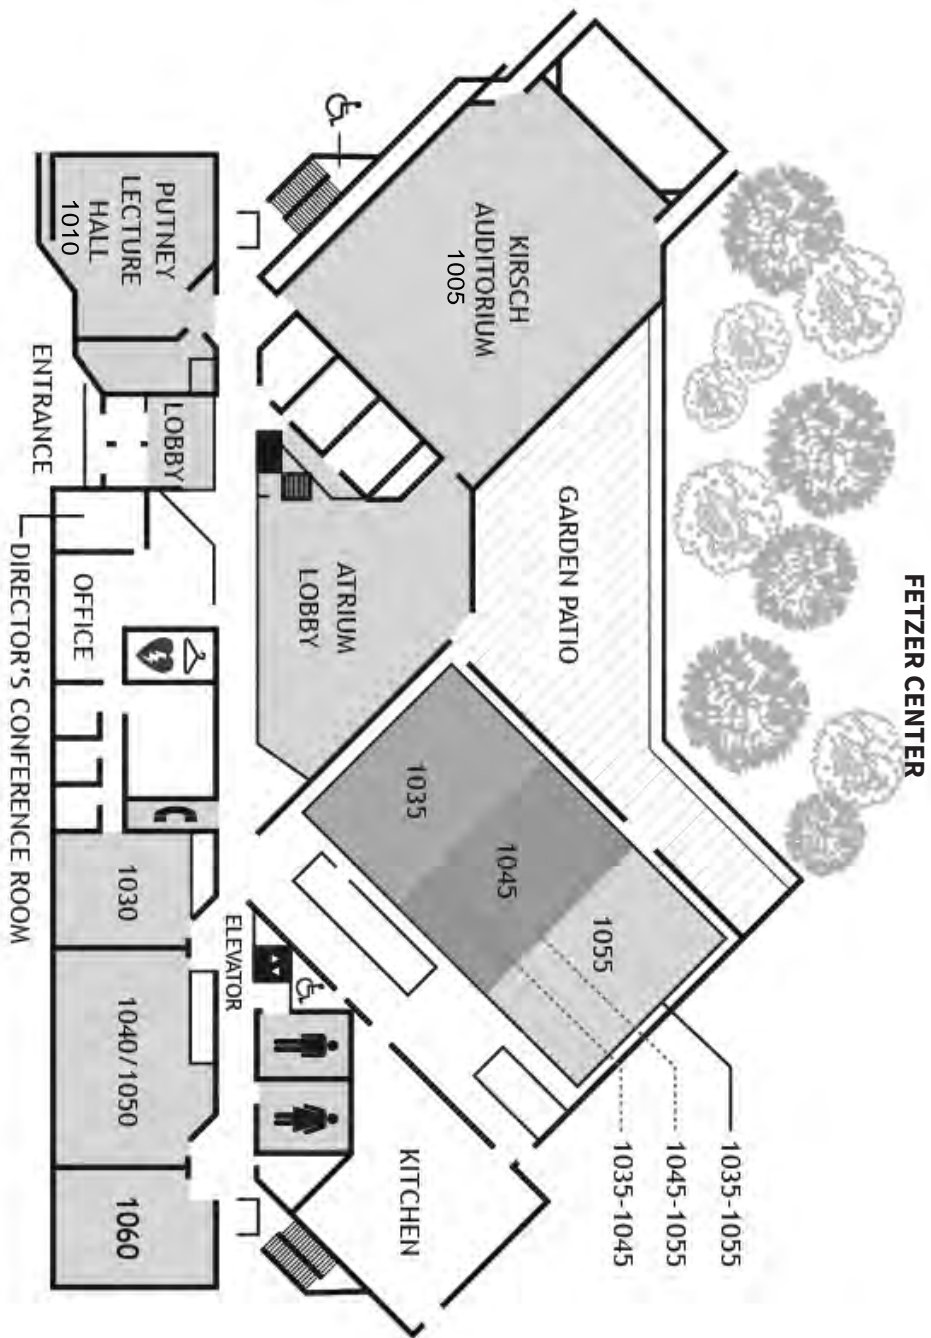 FETZER CENTER
GARDEN PATIO
KIRSCH
AUDITORIUM
1005
ATRIUM
LOBBY
1035
1045
1055
1035-1055
1045-1055
1035-1045
KITCHEN
ELEVATOR
PUTNEY
LECTURE
HALL
1010
LOBBY
ENTRANCE
OFFICE
DIRECTOR'S CONFERENCE ROOM
1030
1040/1050
1060